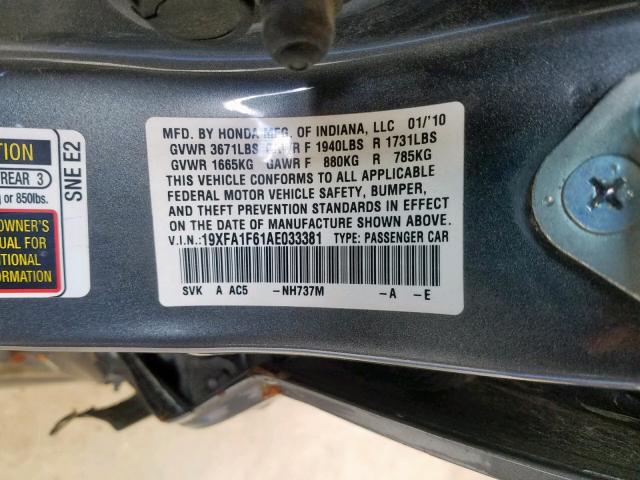 MFD. BY HONDA MFG. OF INDIANA, LLC 01/'10
GVWR 3671LBS GAWR F 1940LBS R 1731LBS
GVWR 1665KG GAWR F 880KG R 785KG
THIS VEHICLE CONFORMS TO ALL APPLICABLE
FEDERAL MOTOR VEHICLE SAFETY, BUMPER,
AND THEFT PREVENTION STANDARDS IN EFFECT
ON THE DATE OF MANUFACTURE SHOWN ABOVE.
V.I.N.:19XFA1F61AE033381 TYPE: PASSENGER CAR
SVK A AC5 -NH737M -A -E
TION
REAR 3
or 850lbs.
OWNER'S
UAL FOR
ITIONAL
ORMATION
SNE E2